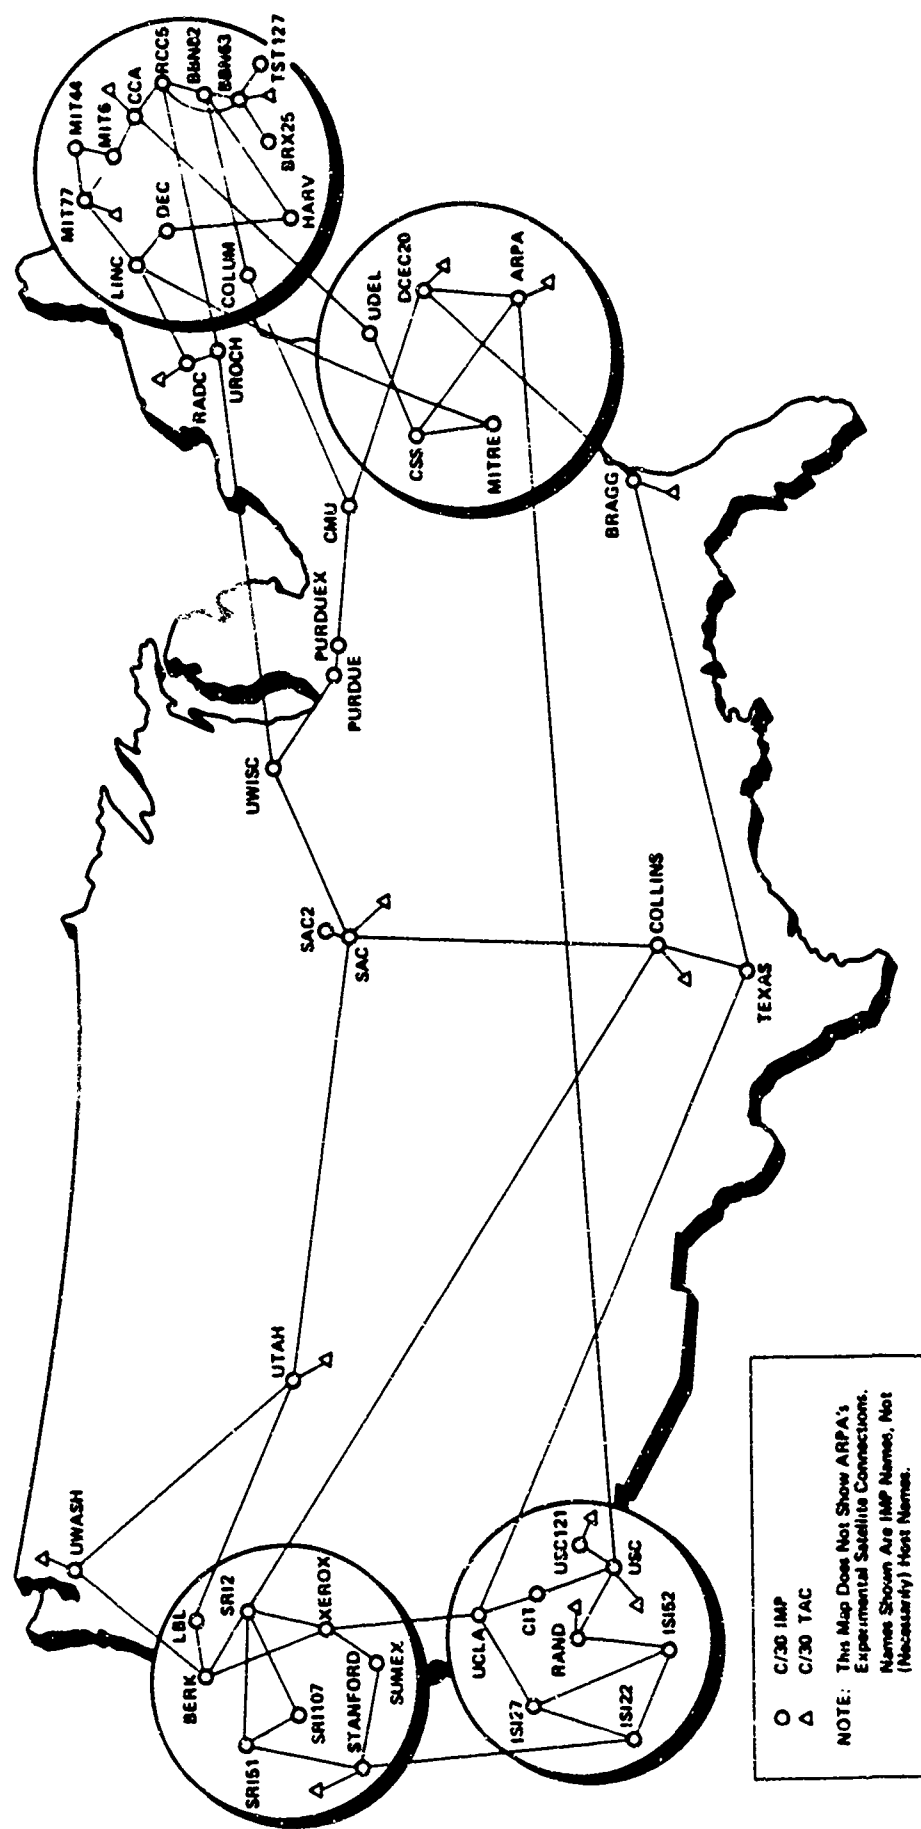 UWASH
LBL
BERK
SRI2
XEROX
SRI107
SRI51
STANFORD
SUMEX
UCLA
CIT
USC121
USC
RAND
ISI27
ISI52
ISI22
UTAH
SAC2
SAC
COLLINS
TEXAS
UWISC
PURDUE
PURDUEX
CMU
BRAGG
RADC
UROCH
UDEL
DCEC20
ARPA
CSS
MITRE
MIT77
MIT44
MIT6
CCA
RCC5
BBN82
BBN63
TST127
BRX25
LINC
DEC
COLUM
HARV
C/30 IMP
C/30 TAC
NOTE: This Map Does Not Show ARPA's
Experimental Satellite Connections.
Names Shown Are IMP Names, Not
(Necessarily) Host Names.